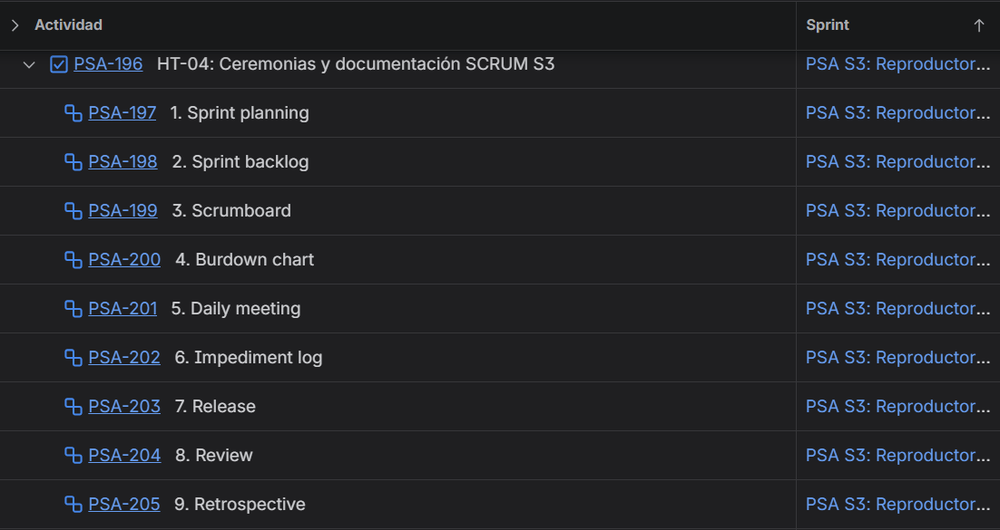 Actividad Sprint
PSA-196 HT-04: Ceremonias y documentación SCRUM S3 PSA S3: Reproductor...
PSA-197 1. Sprint planning PSA S3: Reproductor...
PSA-198 2. Sprint backlog PSA S3: Reproductor...
PSA-199 3. Scrumboard PSA S3: Reproductor...
PSA-200 4. Burdown chart PSA S3: Reproductor...
PSA-201 5. Daily meeting PSA S3: Reproductor...
PSA-202 6. Impediment log PSA S3: Reproductor...
PSA-203 7. Release PSA S3: Reproductor...
PSA-204 8. Review PSA S3: Reproductor...
PSA-205 9. Retrospective PSA S3: Reproductor...